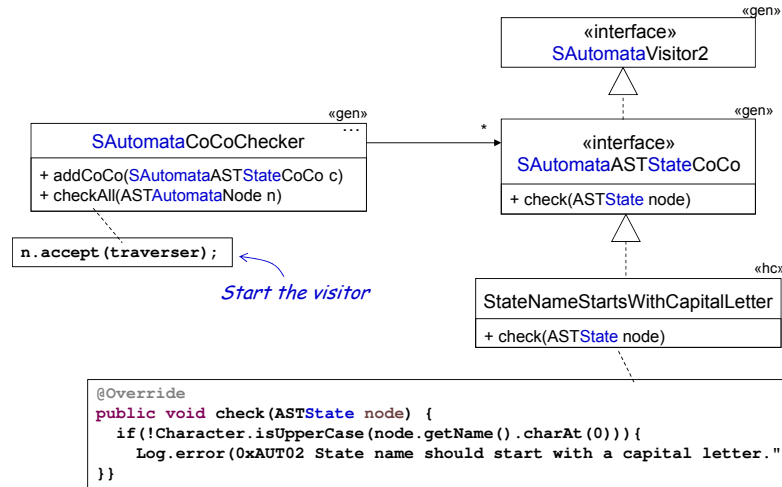 «gen»
«interface»
SAutomataVisitor2
«gen»
...
SAutomataCoCoChecker
+ addCoCo(SAutomataASTStateCoCo c)
+ checkAll(ASTAutomataNode n)
*
«gen»
«interface»
SAutomataASTStateCoCo
+ check(ASTState node)
n.accept(traverser);
Start the visitor
«hc»
StateNameStartsWithCapitalLetter
+ check(ASTState node)
@Override
public void check(ASTState node) {
if(!Character.isUpperCase(node.getName().charAt(0))){
Log.error(0xAUT02 State name should start with a capital letter."
}}